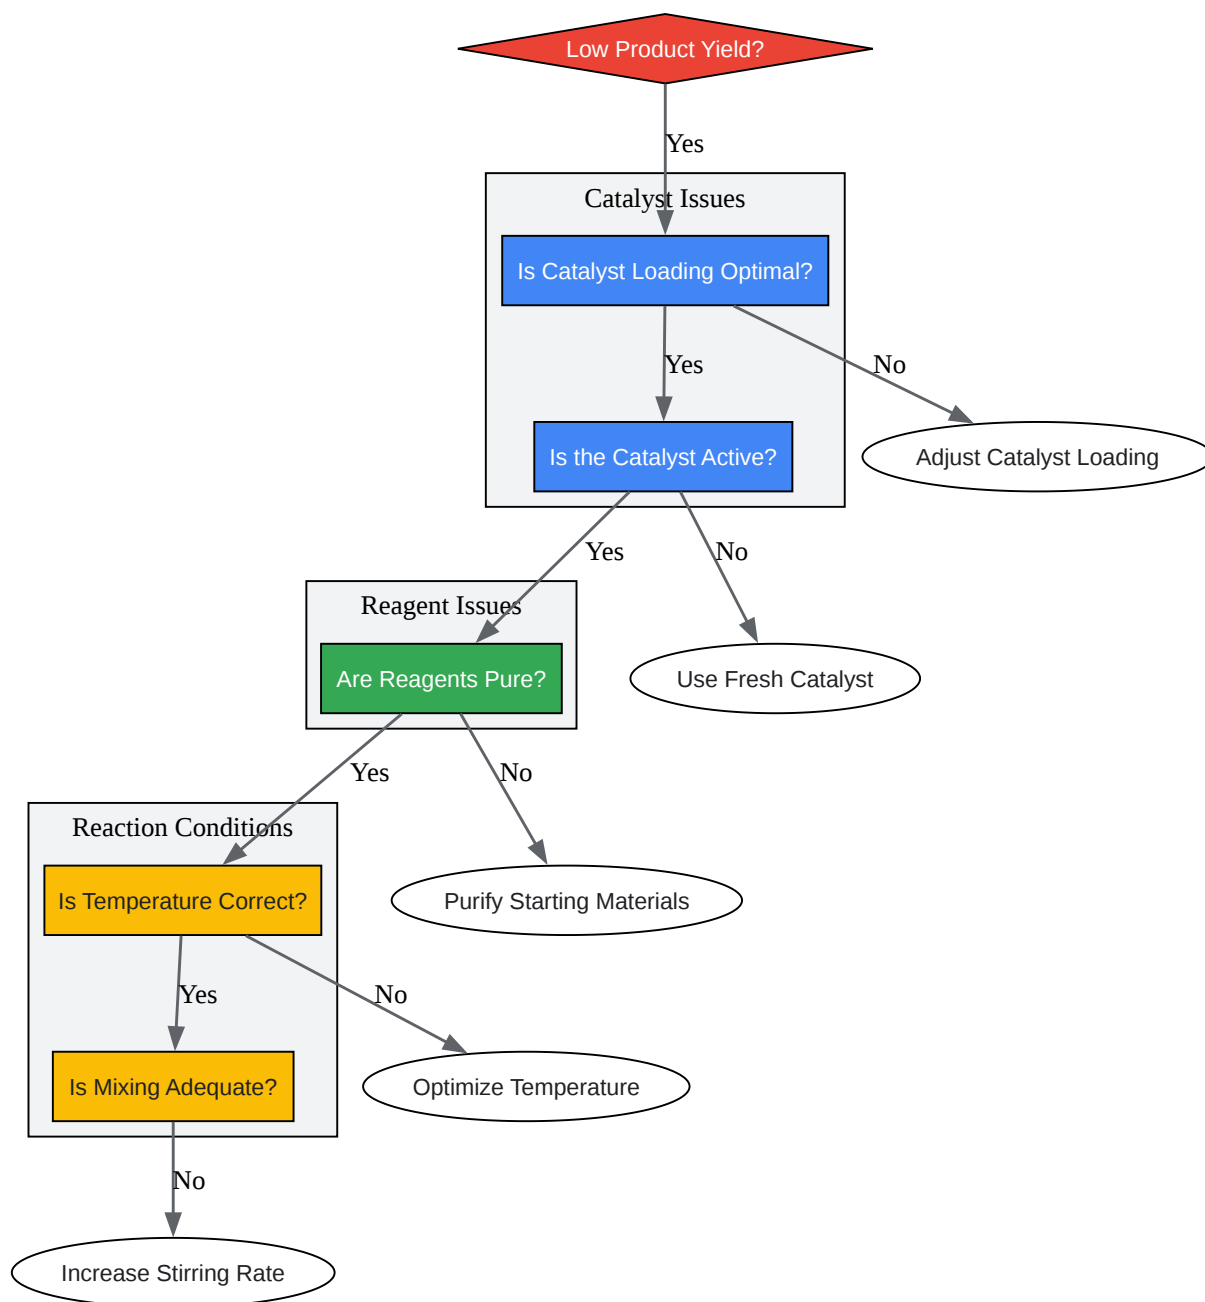 Low Product Yield?
Yes
Catalyst Issues
Is Catalyst Loading Optimal?
Yes
No
Is the Catalyst Active?
Adjust Catalyst Loading
Yes
No
Reagent Issues
Are Reagents Pure?
Use Fresh Catalyst
Yes
No
Reaction Conditions
Is Temperature Correct?
Purify Starting Materials
Yes
No
Is Mixing Adequate?
Optimize Temperature
No
Increase Stirring Rate